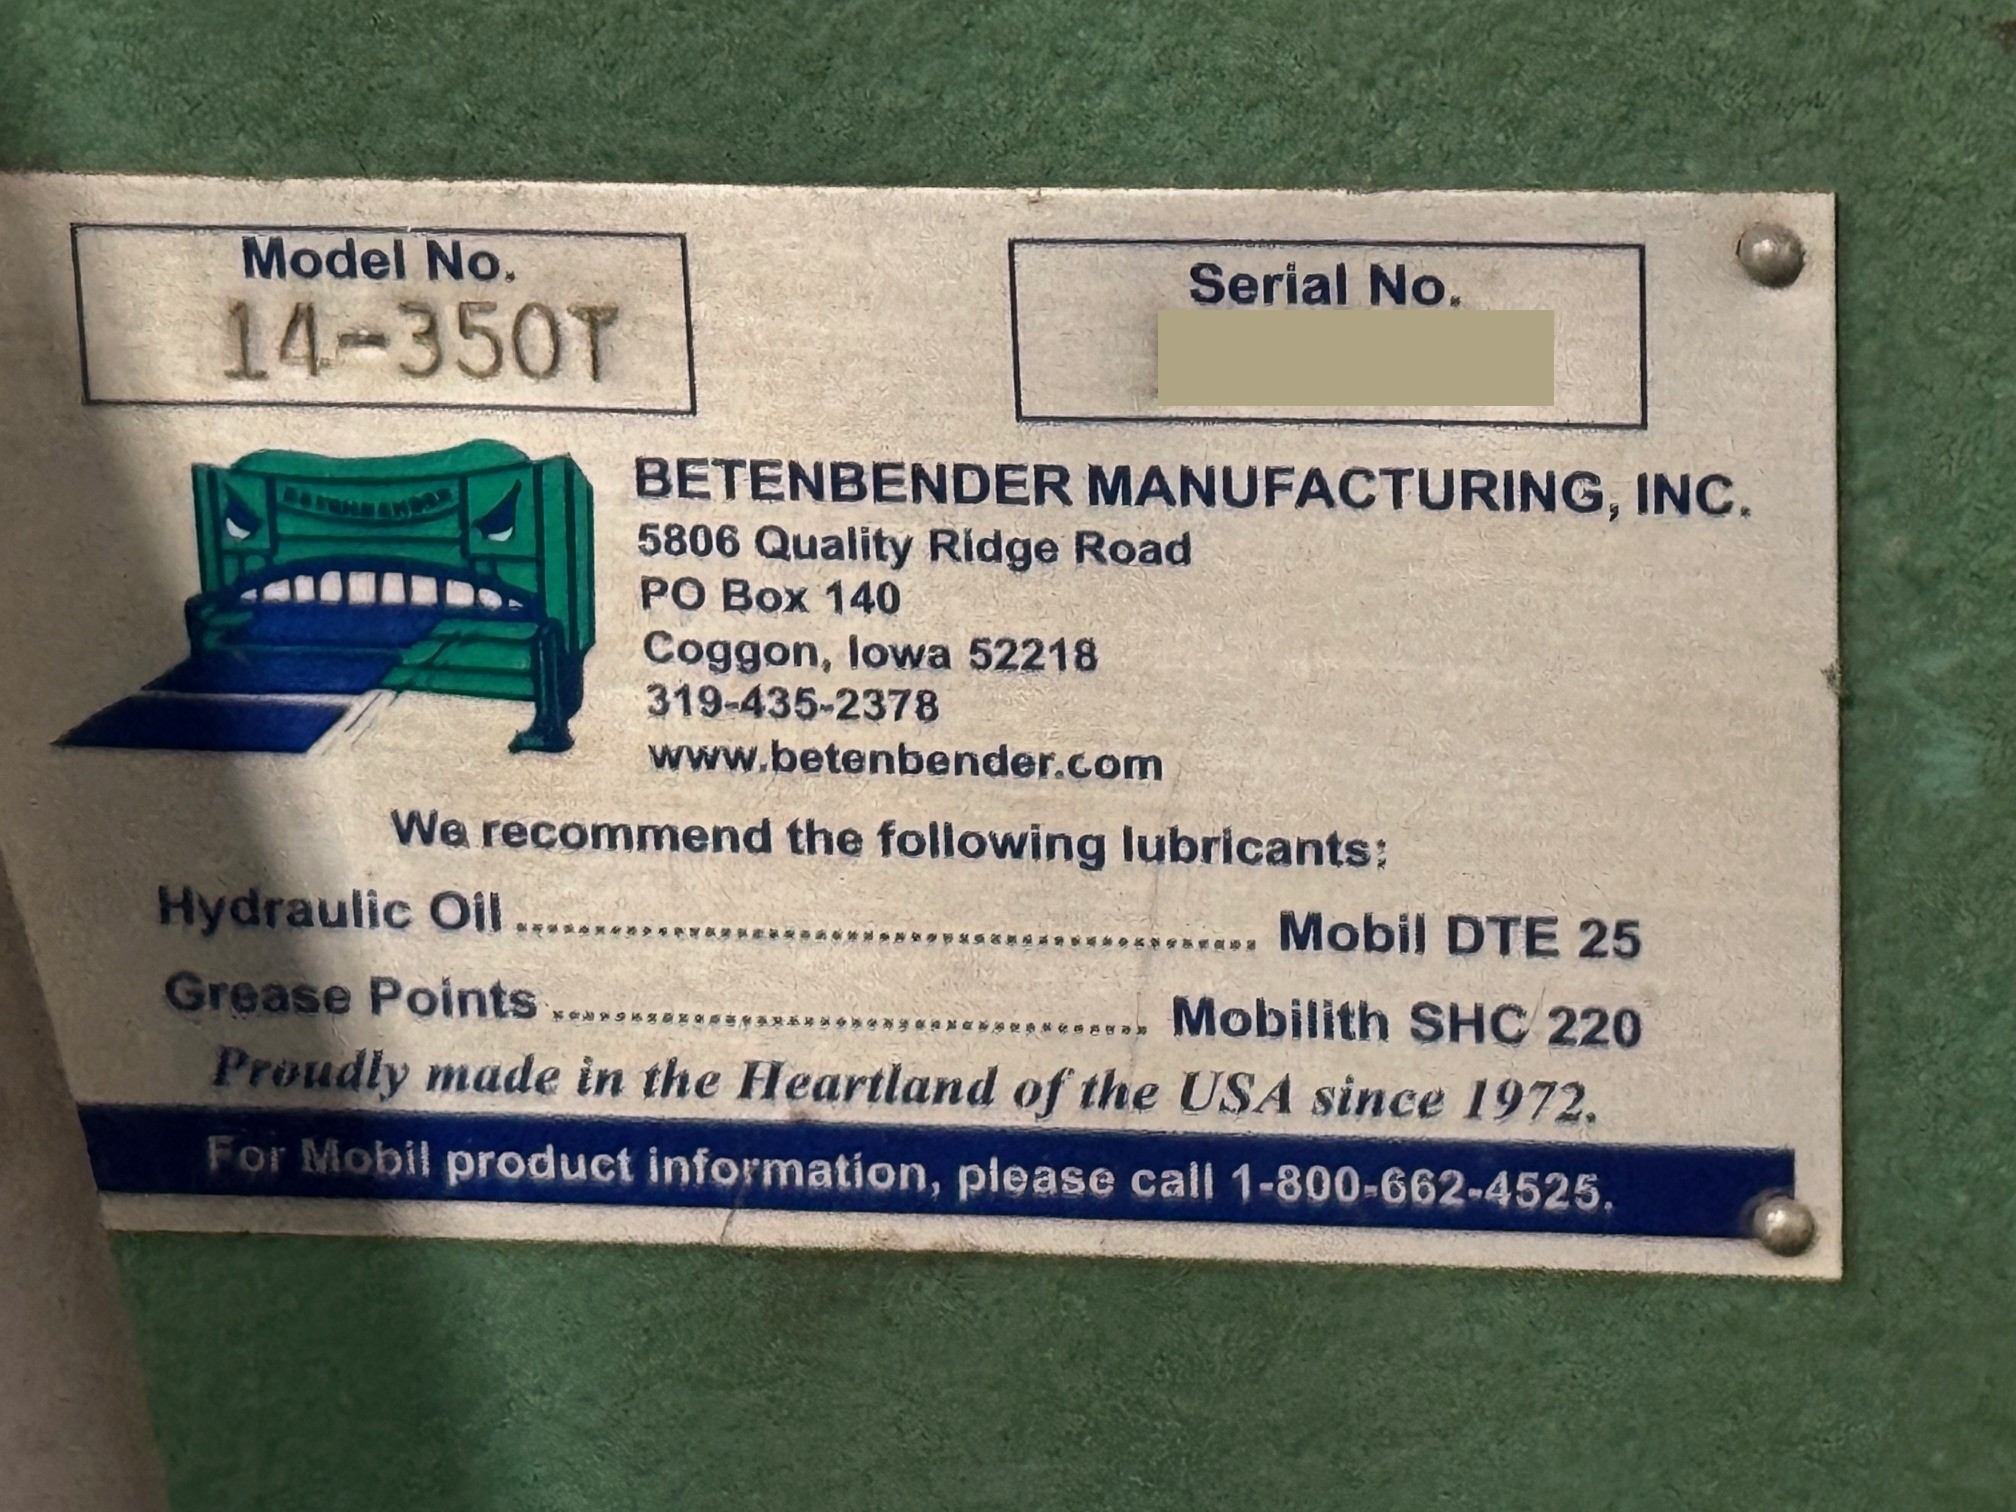 Model No.
14-350T
Serial No.
BETENBENDER
BETENBENDER MANUFACTURING, INC.
5806 Quality Ridge Road
PO Box 140
Coggon, Iowa 52218
319-435-2378
www.betenbender.com
We recommend the following lubricants:
Hydraulic Oil ........................................................ Mobil DTE 25
Grease Points ............................................. Mobilith SHC 220
Proudly made in the Heartland of the USA since 1972.
For Mobil product information, please call 1-800-662-4525.